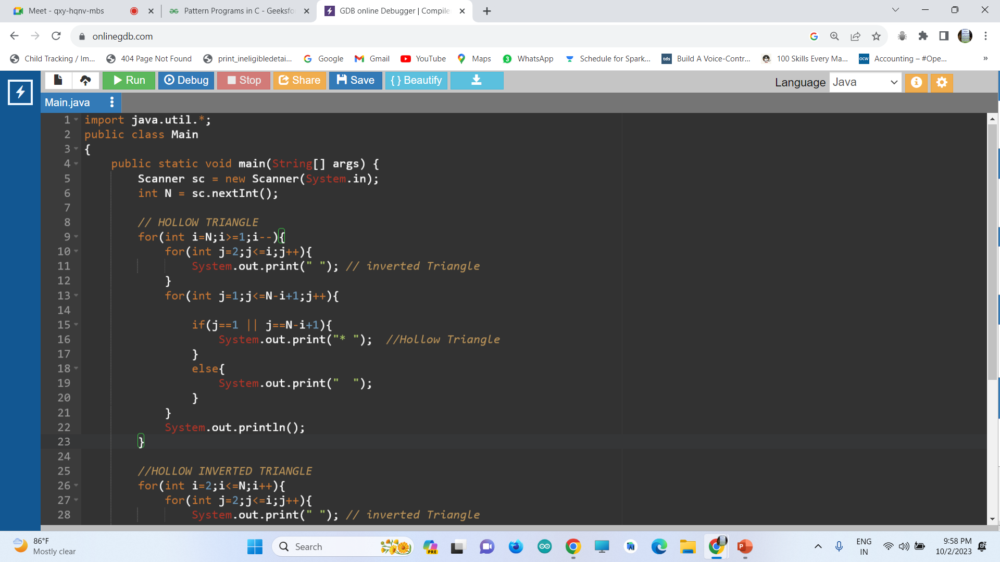 Meet - qxy-hqnv-mbs
Pattern Programs in C - Geeksfo
GDB online Debugger | Compile
onlinegdb.com
Child Tracking / Im... 404 Page Not Found print_ineligibledetai... Google Gmail YouTube Maps WhatsApp Schedule for Spark... Build A Voice-Contr... 100 Skills Every Ma... Accounting – #Ope... »
Run Debug Stop Share Save { } Beautify Language Java
Main.java
1 import java.util.*;
2 public class Main
3 {
4     public static void main(String[] args) {
5         Scanner sc = new Scanner(System.in);
6         int N = sc.nextInt();
7
8         // HOLLOW TRIANGLE
9         for(int i=N;i>=1;i--){
10             for(int j=2;j<=i;j++){
11                 System.out.print(" "); // inverted Triangle
12             }
13             for(int j=1;j<=N-i+1;j++){
14
15                 if(j==1 || j==N-i+1){
16                     System.out.print("* ");  //Hollow Triangle
17                 }
18                 else{
19                     System.out.print("  ");
20                 }
21             }
22             System.out.println();
23         }
24
25         //HOLLOW INVERTED TRIANGLE
26         for(int i=2;i<=N;i++){
27             for(int j=2;j<=i;j++){
28                 System.out.print(" "); // inverted Triangle
86°F
Mostly clear
Search
PRE
ENG
IN
9:58 PM
10/2/2023